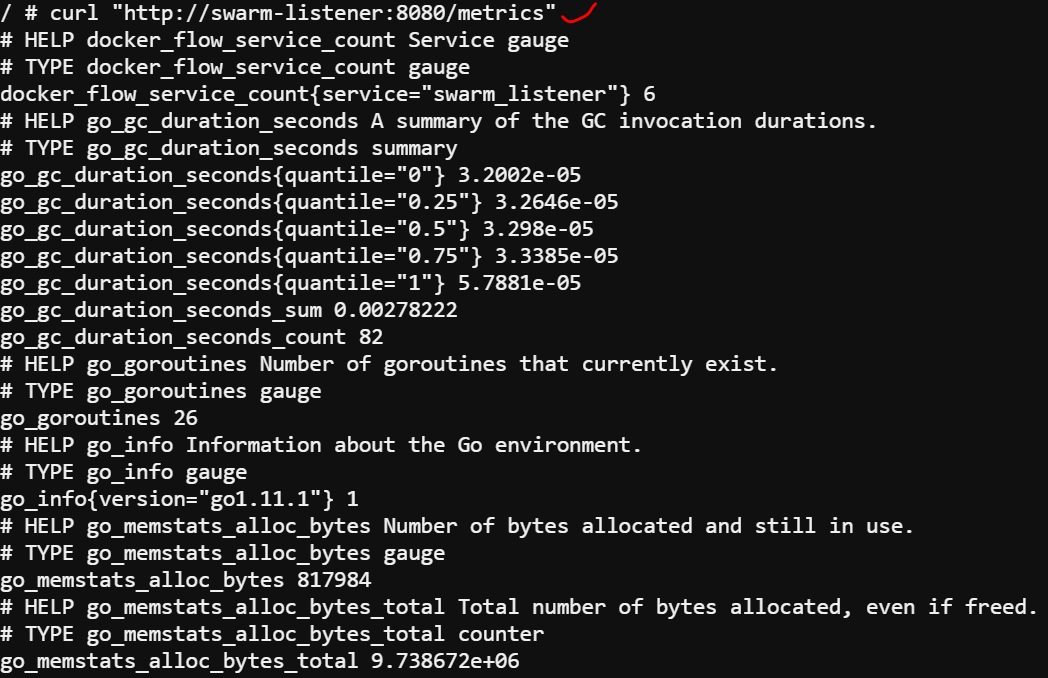 / # curl "http://swarm-listener:8080/metrics"
# HELP docker_flow_service_count Service gauge
# TYPE docker_flow_service_count gauge
docker_flow_service_count{service="swarm_listener"} 6
# HELP go_gc_duration_seconds A summary of the GC invocation durations.
# TYPE go_gc_duration_seconds summary
go_gc_duration_seconds{quantile="0"} 3.2002e-05
go_gc_duration_seconds{quantile="0.25"} 3.2646e-05
go_gc_duration_seconds{quantile="0.5"} 3.298e-05
go_gc_duration_seconds{quantile="0.75"} 3.3385e-05
go_gc_duration_seconds{quantile="1"} 5.7881e-05
go_gc_duration_seconds_sum 0.00278222
go_gc_duration_seconds_count 82
# HELP go_goroutines Number of goroutines that currently exist.
# TYPE go_goroutines gauge
go_goroutines 26
# HELP go_info Information about the Go environment.
# TYPE go_info gauge
go_info{version="go1.11.1"} 1
# HELP go_memstats_alloc_bytes Number of bytes allocated and still in use.
# TYPE go_memstats_alloc_bytes gauge
go_memstats_alloc_bytes 817984
# HELP go_memstats_alloc_bytes_total Total number of bytes allocated, even if freed.
# TYPE go_memstats_alloc_bytes_total counter
go_memstats_alloc_bytes_total 9.738672e+06